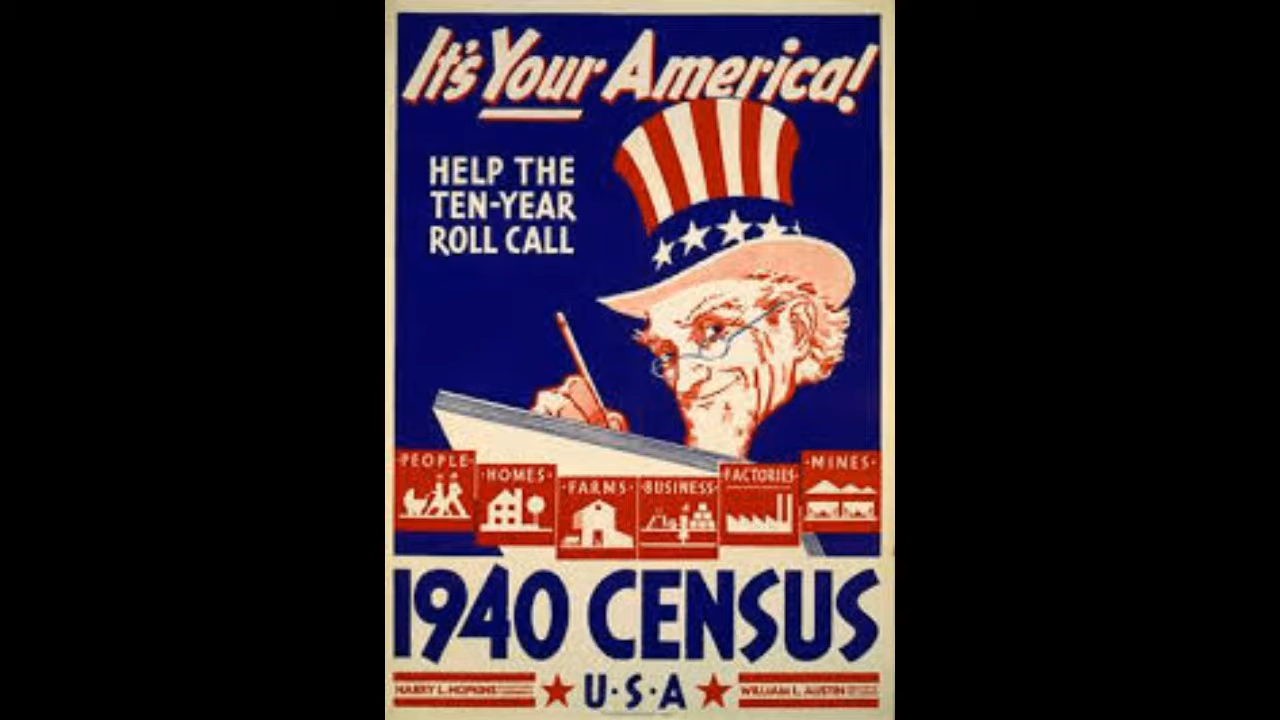 It's Your America!
HELP THE
TEN-YEAR
ROLL CALL
·PEOPLE·
·HOMES·
·FARMS·
·BUSINESS·
·FACTORIES·
·MINES·
1940 CENSUS
HARRY L. HOPKINS
U·S·A
WILLIAM L. AUSTIN